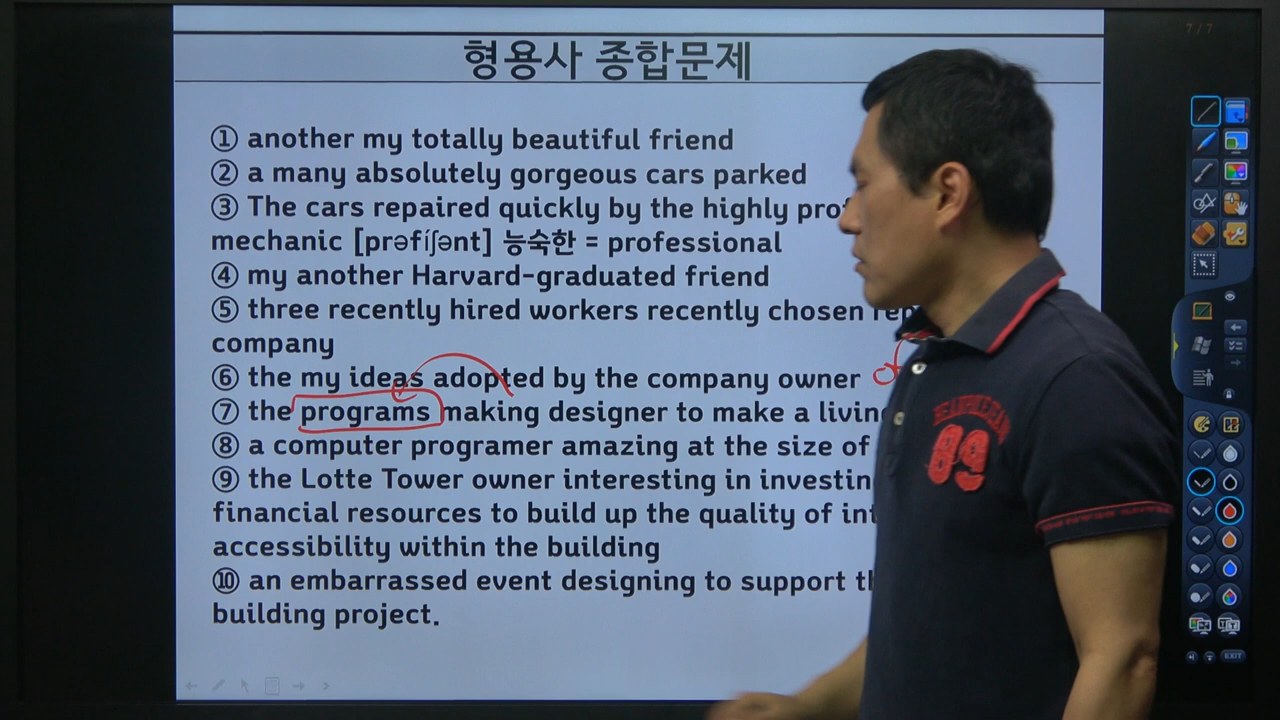 형용사 종합문제
7/7
① another my totally beautiful friend
② a many absolutely gorgeous cars parked
③ The cars repaired quickly by the highly
mechanic [prəfíʃənt] 능숙한 = professional
④ my another Harvard-graduated friend
⑤ three recently hired workers recently chosen
company
⑥ the my ideas adopted by the company owner
⑦ the programs making designer to make a
⑧ a computer programer amazing at the size of
⑨ the Lotte Tower owner interesting in
financial resources to build up the quality of
accessibility within the building
⑩ an embarrassed event designing to support
building project.
89
EXIT